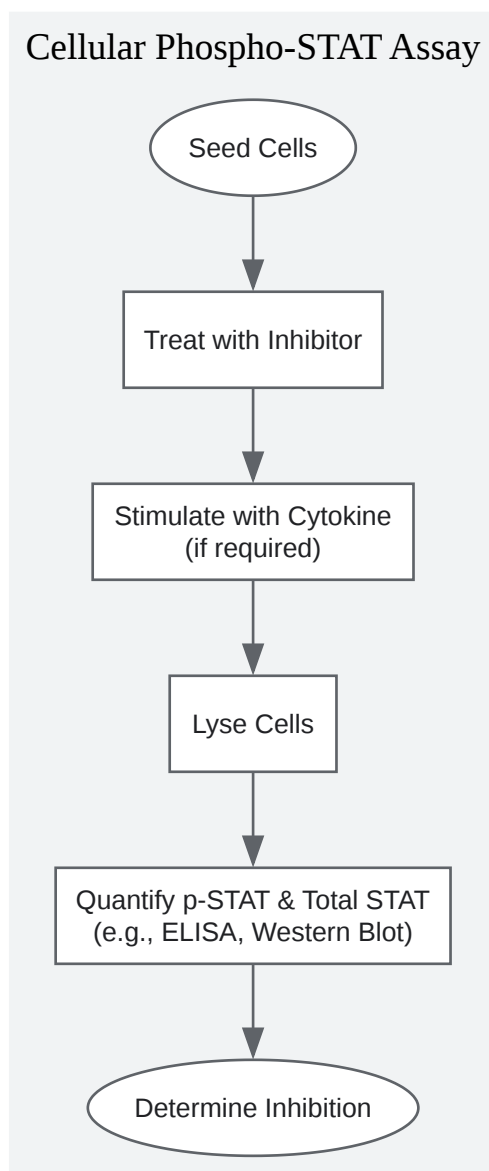 Cellular Phospho-STAT Assay
Seed Cells
Treat with Inhibitor
Stimulate with Cytokine
(if required)
Lyse Cells
Quantify p-STAT & Total STAT
(e.g., ELISA, Western Blot)
Determine Inhibition